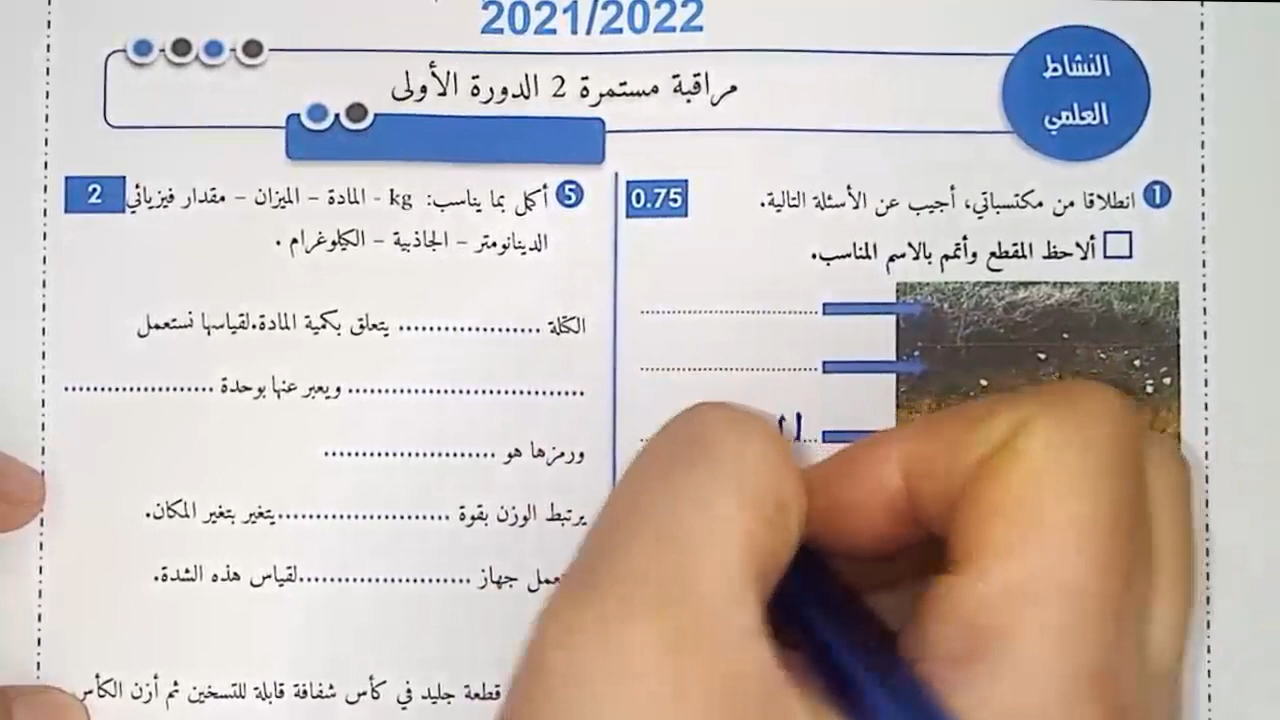 2021/2022
النشاط
العلمي
مراقبة مستمرة 2 الدورة الأولى
1 انطلاقا من مكتسباتي، أجيب عن الأسئلة التالية. 0.75
ألاحظ المقطع وأتمم بالاسم المناسب.
5 أكمل بما يناسب: kg - المادة – الميزان – مقدار فيزيائي 2
الدينانومتر – الجاذبية – الكيلوغرام .
الكتلة .................. يتعلق بكمية المادة.لقياسها نستعمل
.............................. ويعبر عنها بوحدة ...................
ورمزها هو ......................
يرتبط الوزن بقوة ......................يتغير بتغير المكان.
جهاز ......................لقياس هذه الشدة.
قطعة جليد في كأس شفافة قابلة للتسخين ثم أزن الكأس